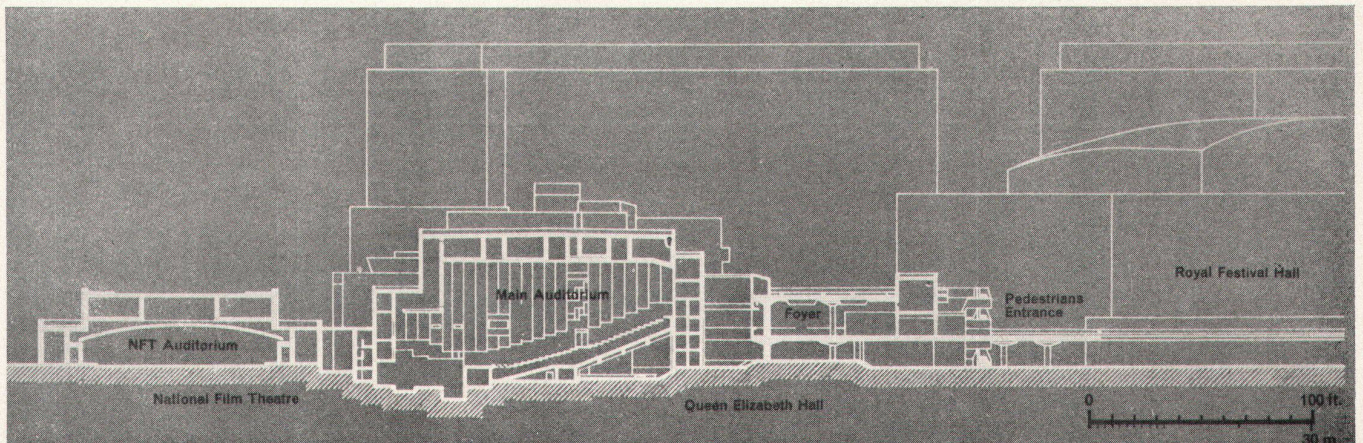 Royal Festival Hall
Main Auditorium
Pedestrians
Entrance
Foyer
NFT Auditorium
National Film Theatre
Queen Elizabeth Hall
0
100 ft.
30 m